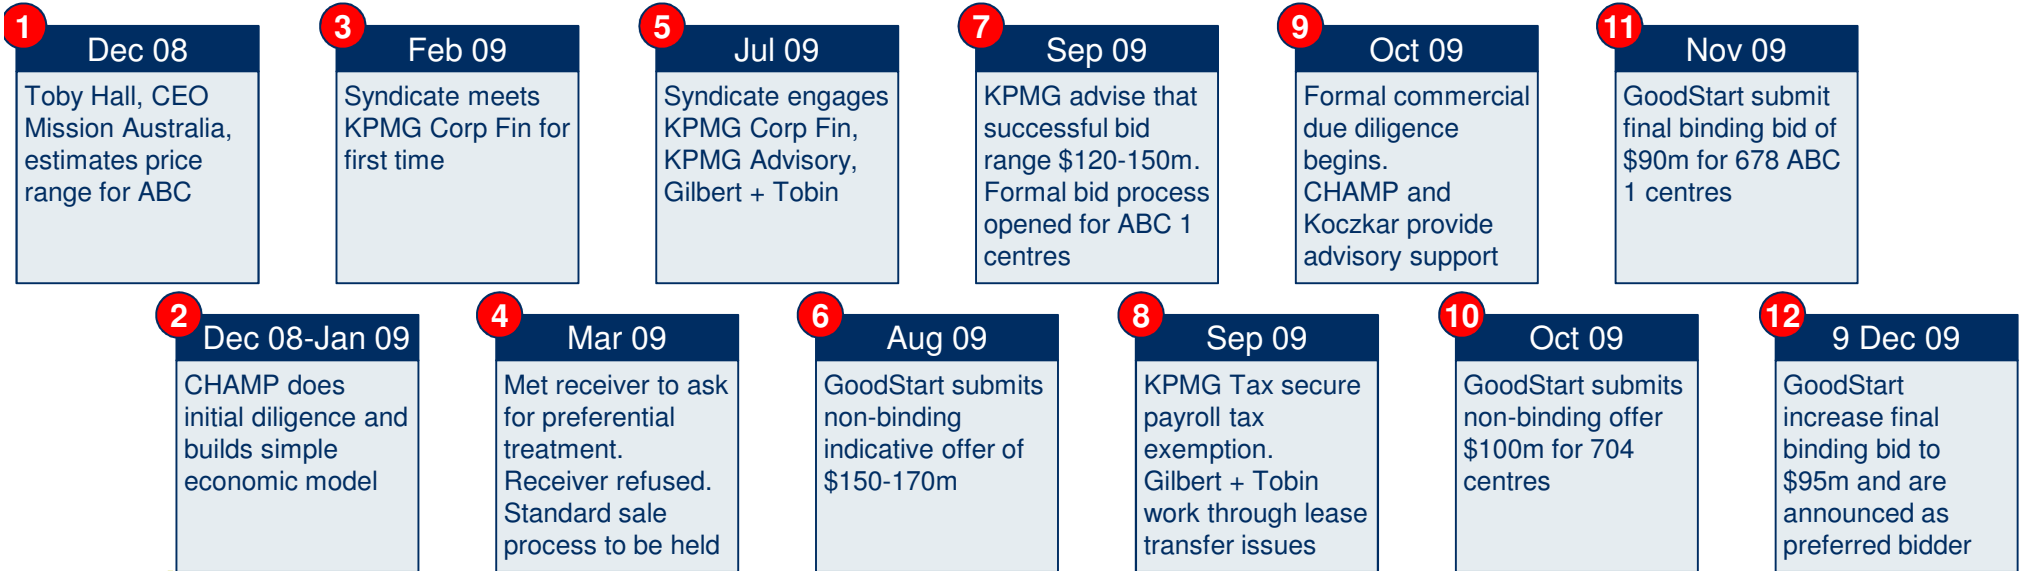 1
Dec 08
Toby Hall, CEO
Mission Australia,
estimates price
range for ABC
2
Dec 08-Jan 09
CHAMP does
initial diligence and
builds simple
economic model
3
Feb 09
Syndicate meets
KPMG Corp Fin for
first time
4
Mar 09
Met receiver to ask
for preferential
treatment.
Receiver refused.
Standard sale
process to be held
5
Jul 09
Syndicate engages
KPMG Corp Fin,
KPMG Advisory,
Gilbert + Tobin
6
Aug 09
GoodStart submits
non-binding
indicative offer of
$150-170m
7
Sep 09
KPMG advise that
successful bid
range $120-150m.
Formal bid process
opened for ABC 1
centres
8
Sep 09
KPMG Tax secure
payroll tax
exemption.
Gilbert + Tobin
work through lease
transfer issues
9
Oct 09
Formal commercial
due diligence
begins.
CHAMP and
Koczkar provide
advisory support
10
Oct 09
GoodStart submits
non-binding offer
$100m for 704
centres
11
Nov 09
GoodStart submit
final binding bid of
$90m for 678 ABC
1 centres
12
9 Dec 09
GoodStart
increase final
binding bid to
$95m and are
announced as
preferred bidder